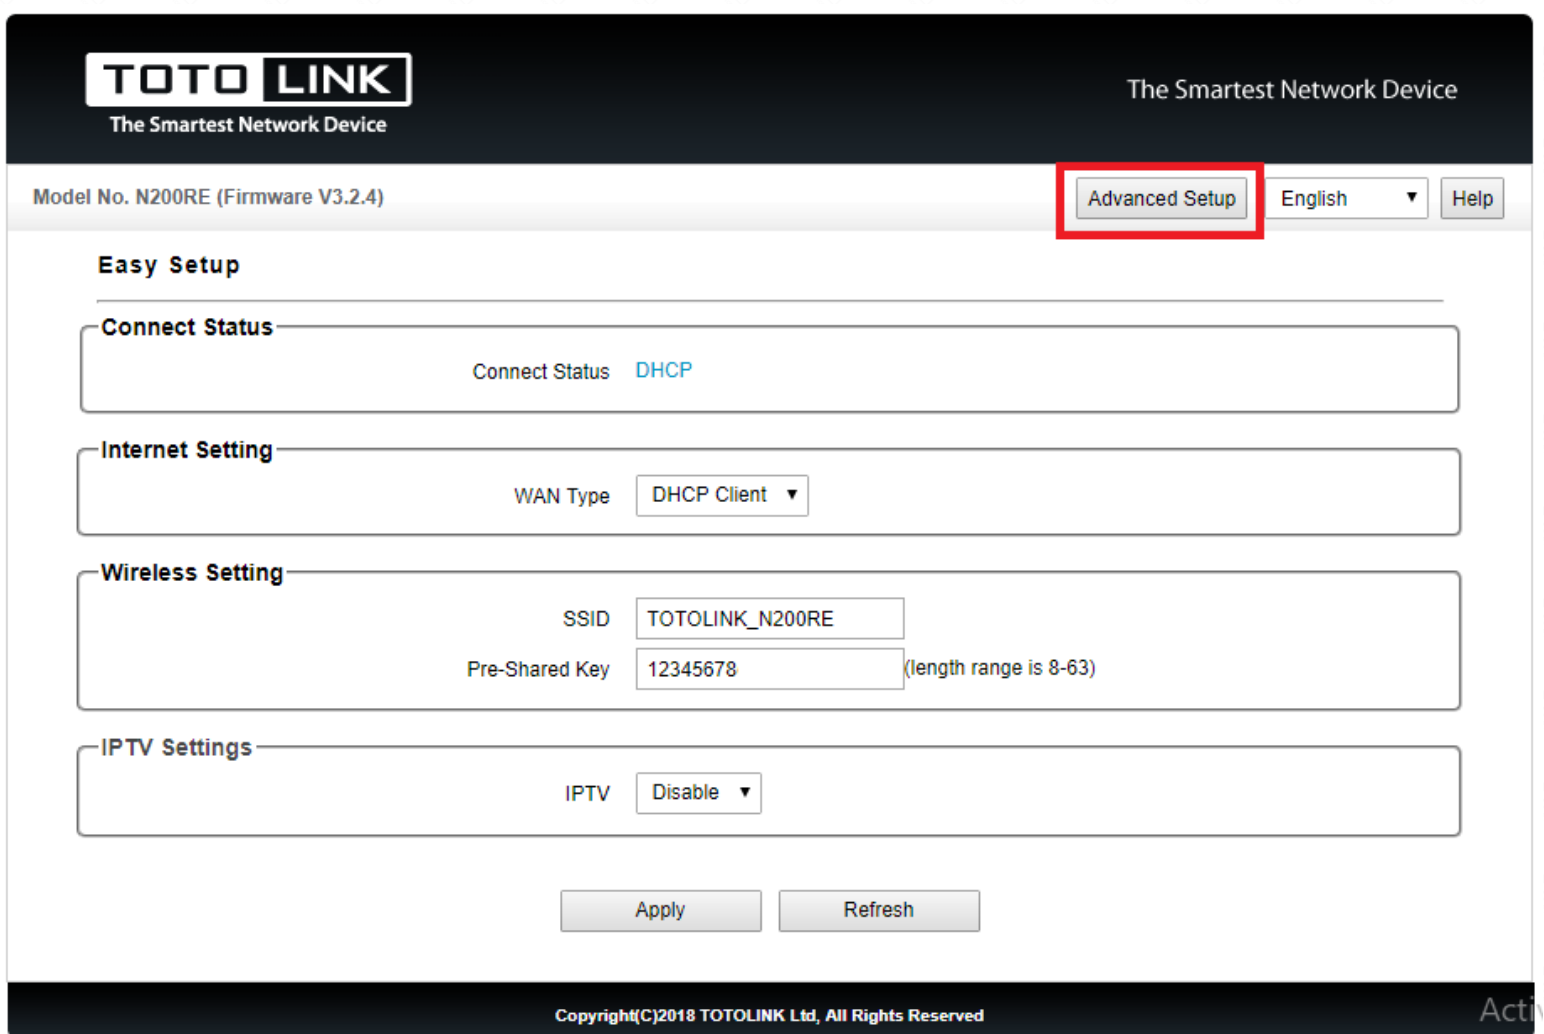 TOTO LINK
The Smartest Network Device
The Smartest Network Device
Model No. N200RE (Firmware V3.2.4)
Advanced Setup English Help
Easy Setup
Connect Status
Connect Status DHCP
Internet Setting
WAN Type DHCP Client
Wireless Setting
SSID TOTOLINK_N200RE
Pre-Shared Key 12345678 (length range is 8-63)
IPTV Settings
IPTV Disable
Apply Refresh
Copyright(C)2018 TOTOLINK Ltd, All Rights Reserved